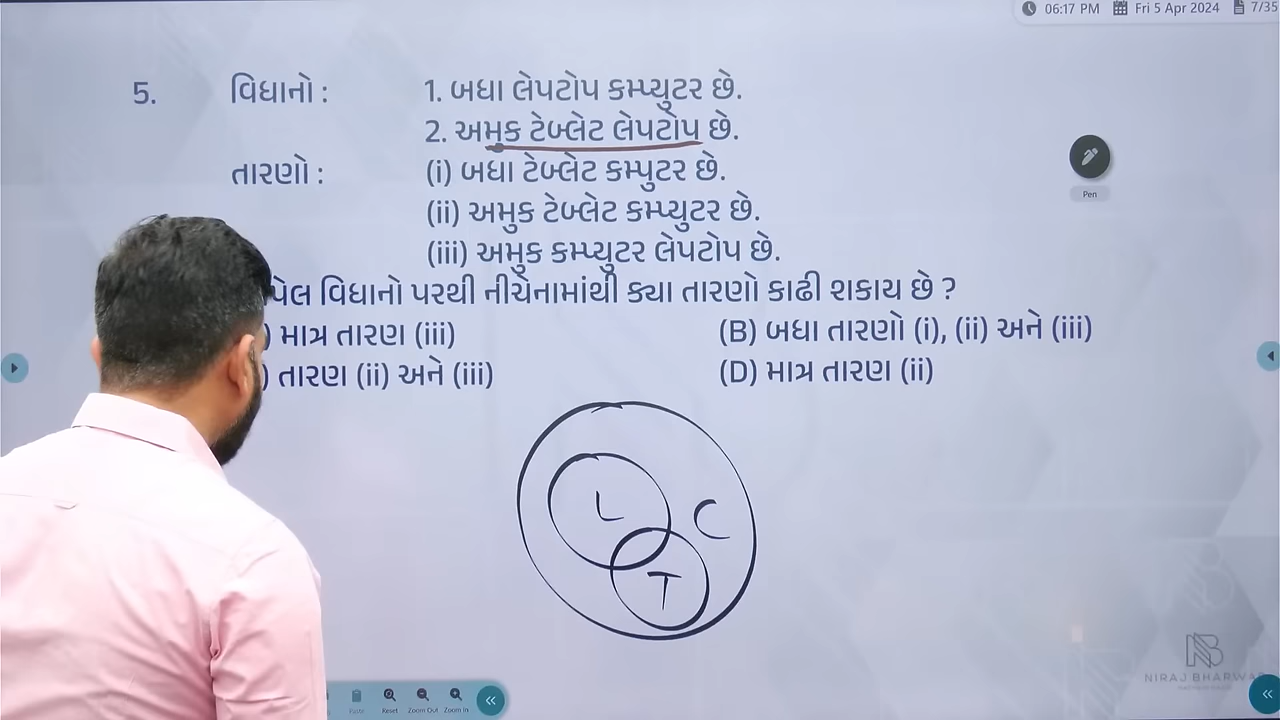 06:17 PM Fri 5 Apr 2024 7/35
5. વિધાનો : 1. બધા લેપટોપ કમ્પ્યુટર છે.
2. અમુક ટેબ્લેટ લેપટોપ છે.
તારણો : (i) બધા ટેબ્લેટ કમ્પુટર છે.
(ii) અમુક ટેબ્લેટ કમ્પ્યુટર છે.
(iii) અમુક કમ્પ્યુટર લેપટોપ છે.
પેલ વિધાનો પરથી નીચેનામાંથી ક્યા તારણો કાઢી શકાય છે ?
) માત્ર તારણ (iii) (B) બધા તારણો (i), (ii) અને (iii)
) તારણ (ii) અને (iii) (D) માત્ર તારણ (ii)
Pen
L C
T
NIRAJ BHARWA
Paste Reset Zoom Out Zoom In